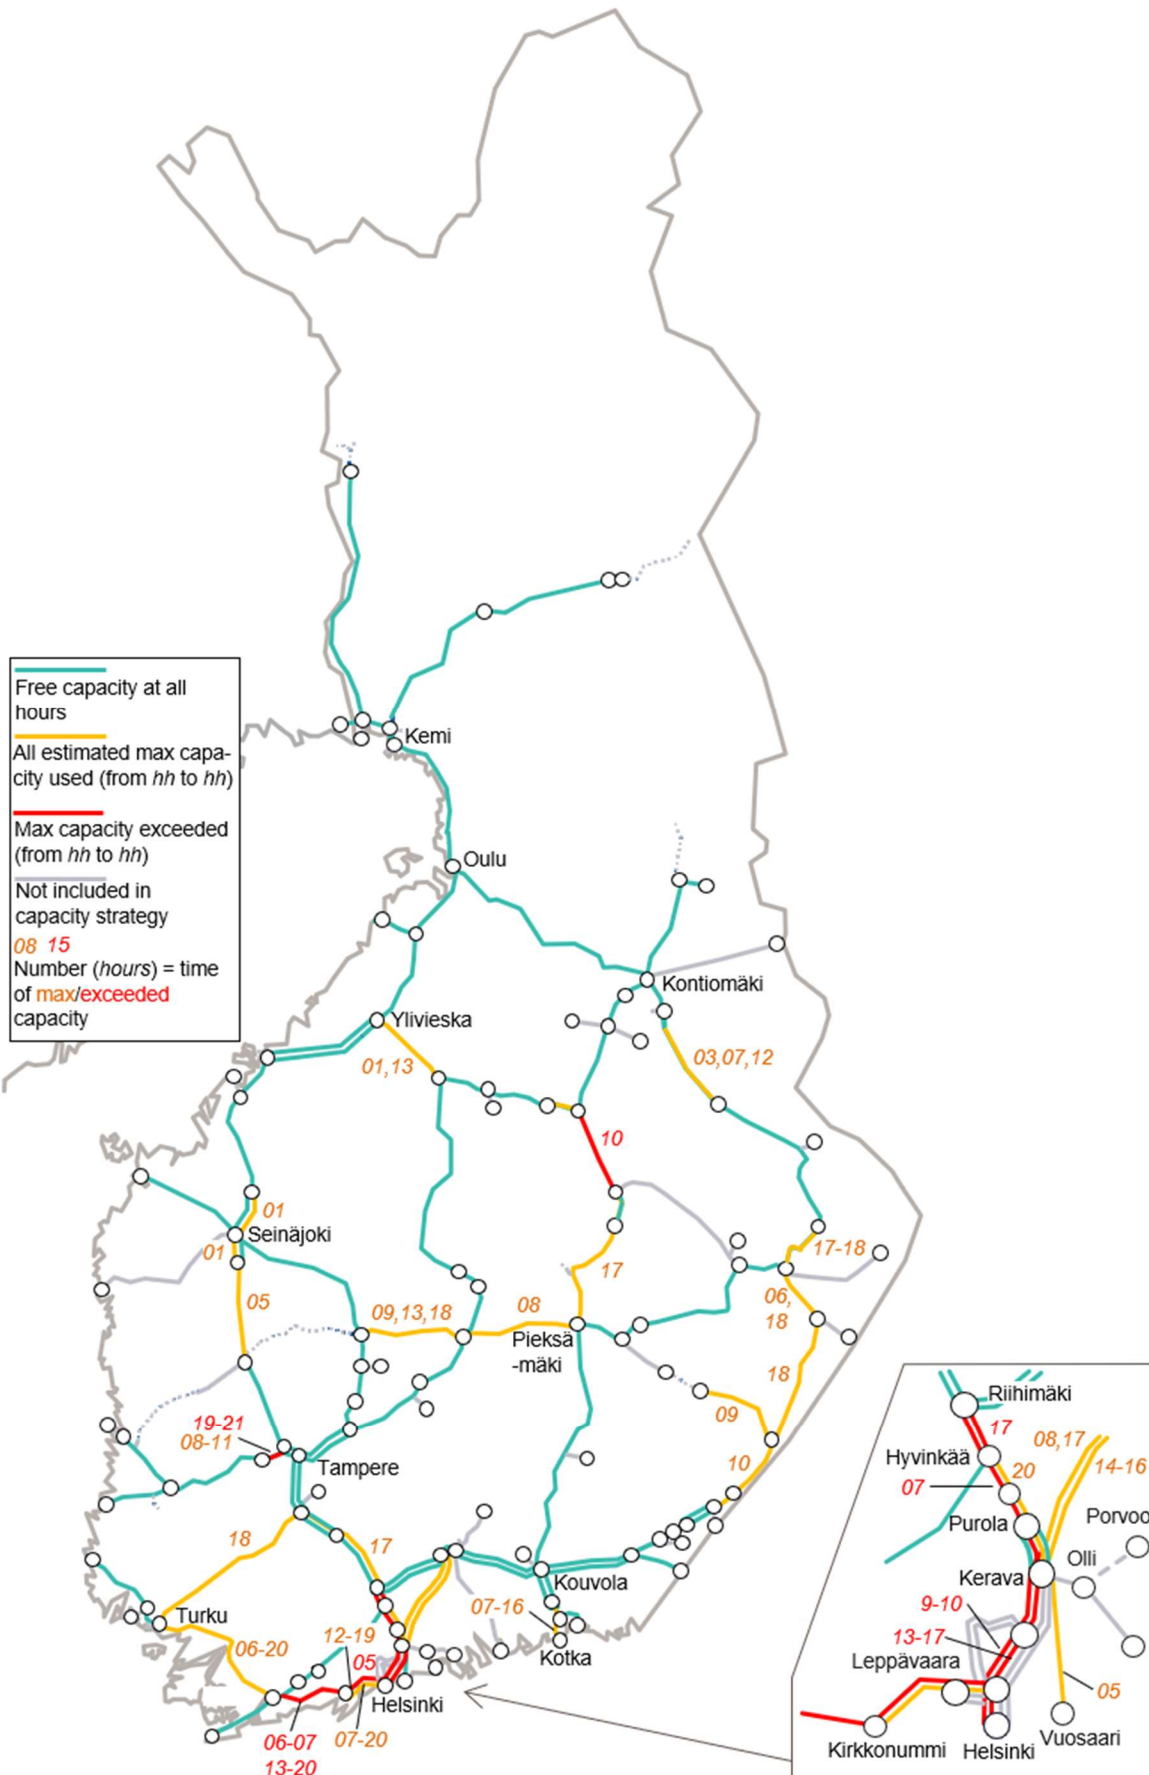 Kemi
Free capacity at all
hours
All estimated max capa-
city used (from hh to hh)
Max capacity exceeded
(from hh to hh)
Not included in
capacity strategy
08 15
Number (hours) = time
of max/exceeded
capacity
Oulu
Kontiomäki
Ylivieska
01,13
03,07,12
10
01
Seinäjoki
01
17-18
17
05
09,13,18
08
06,
18
Pieksä
-mäki
18
09
19-21
08-11
Tampere
10
18
17
Kouvola
07-16
Turku
12-19
06-20
05
Kotka
Helsinki
06-07
07-20
13-20
Riihimäki
17
08,17
Hyvinkää
20
14-16
07
Purola
Porvoo
Olli
Kerava
9-10
13-17
Leppävaara
05
Vuosaari
Kirkkonummi
Helsinki